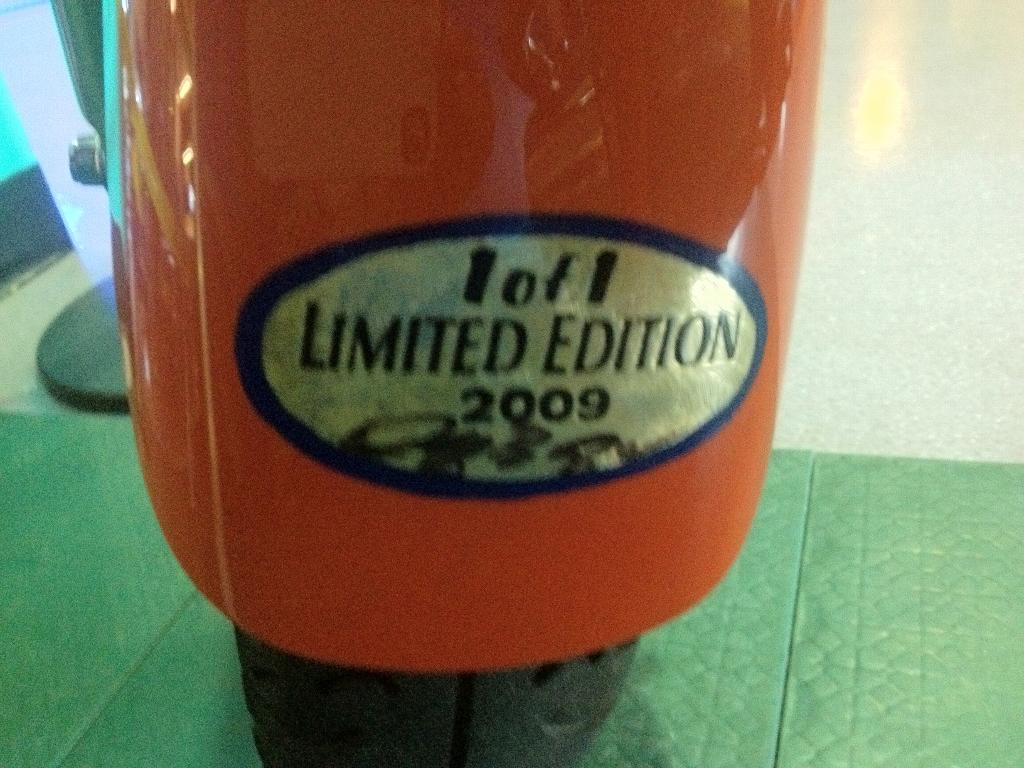 1 of 1
LIMITED EDITION
2009